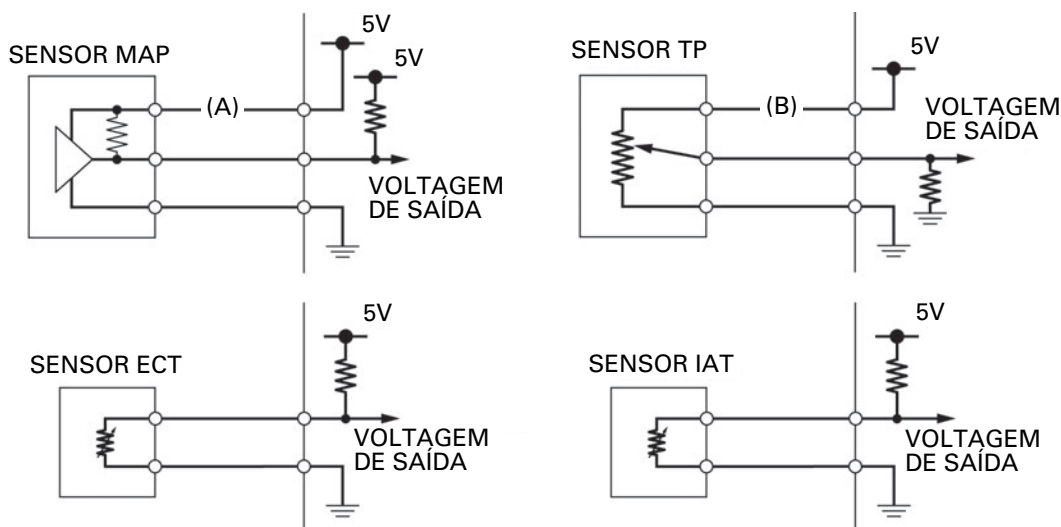 SENSOR MAP
5V
5V
(A)
VOLTAGEM
DE SAÍDA
SENSOR TP
5V
(B)
VOLTAGEM
DE SAÍDA
SENSOR ECT
5V
VOLTAGEM
DE SAÍDA
SENSOR IAT
5V
VOLTAGEM
DE SAÍDA